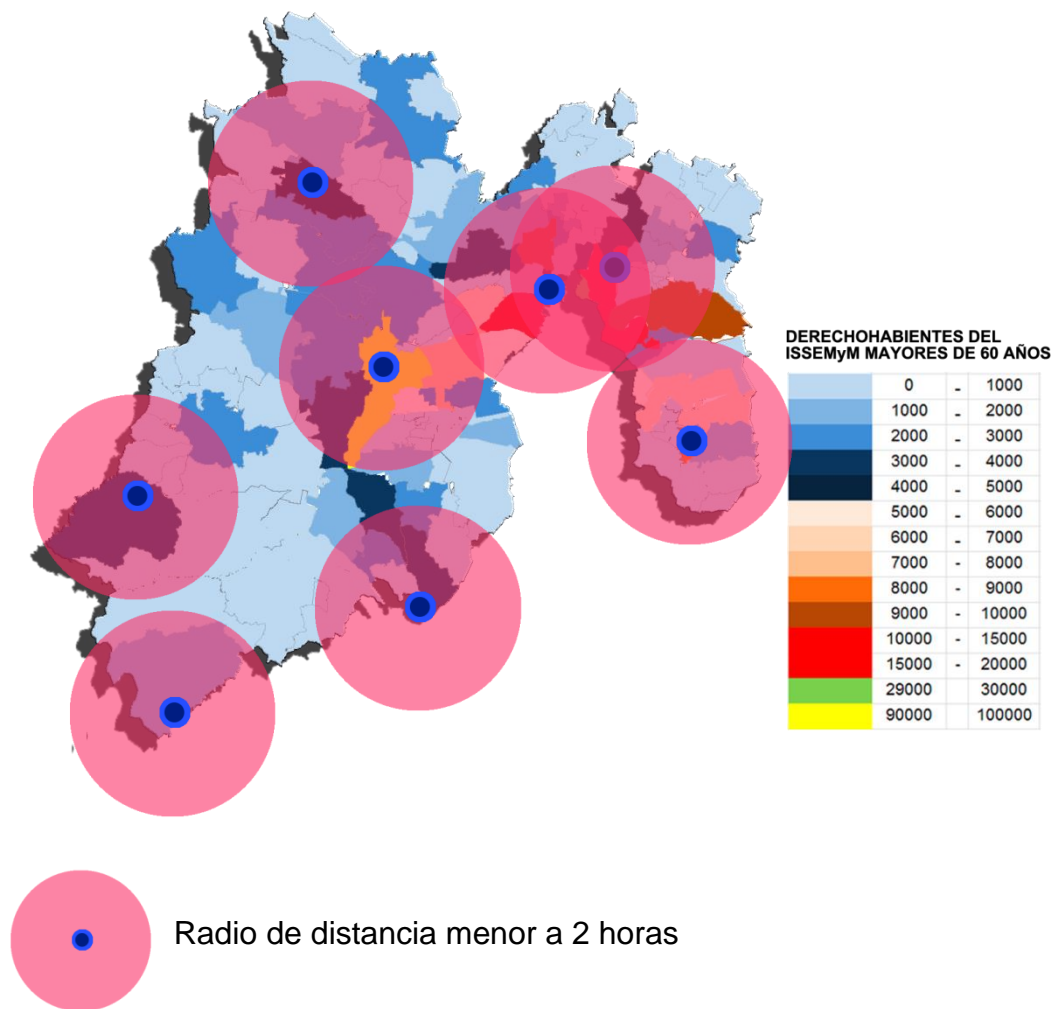 DERECHOHABIENTES DEL
ISSEMyM MAYORES DE 60 AÑOS
0 - 1000
1000 - 2000
2000 - 3000
3000 - 4000
4000 - 5000
5000 - 6000
6000 - 7000
7000 - 8000
8000 - 9000
9000 - 10000
10000 - 15000
15000 - 20000
29000 30000
90000 100000
Radio de distancia menor a 2 horas